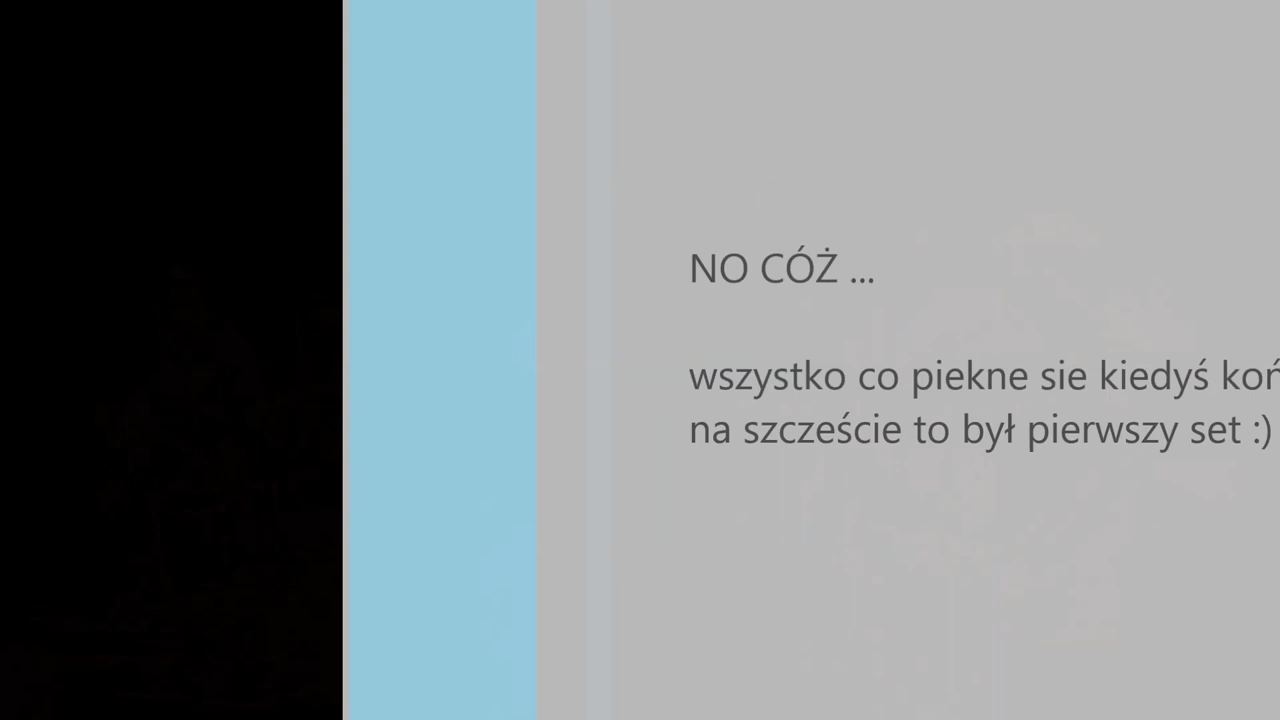 NO CÓŻ ...
wszystko co piekne sie kiedyś
na szczeście to był pierwszy set :)